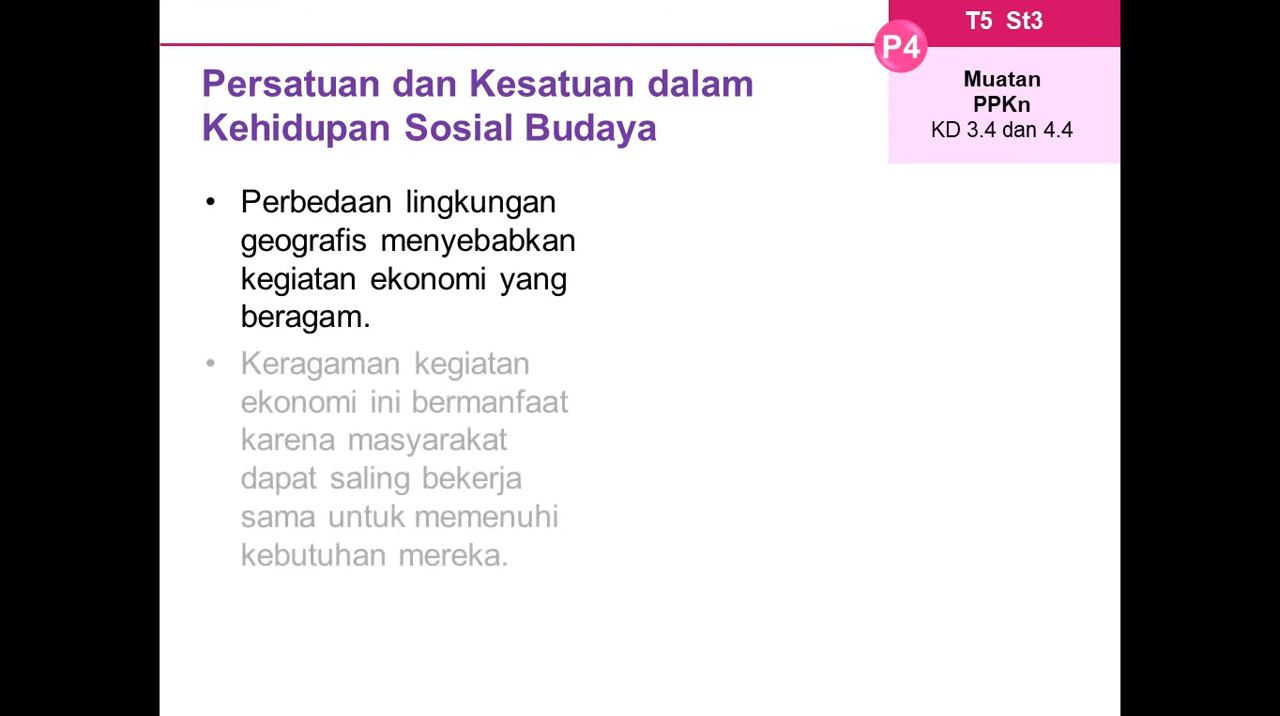 T5 St3
P4
Muatan
PPKn
KD 3.4 dan 4.4
Persatuan dan Kesatuan dalam
Kehidupan Sosial Budaya
• Perbedaan lingkungan
geografis menyebabkan
kegiatan ekonomi yang
beragam.
• Keragaman kegiatan
ekonomi ini bermanfaat
karena masyarakat
dapat saling bekerja
sama untuk memenuhi
kebutuhan mereka.